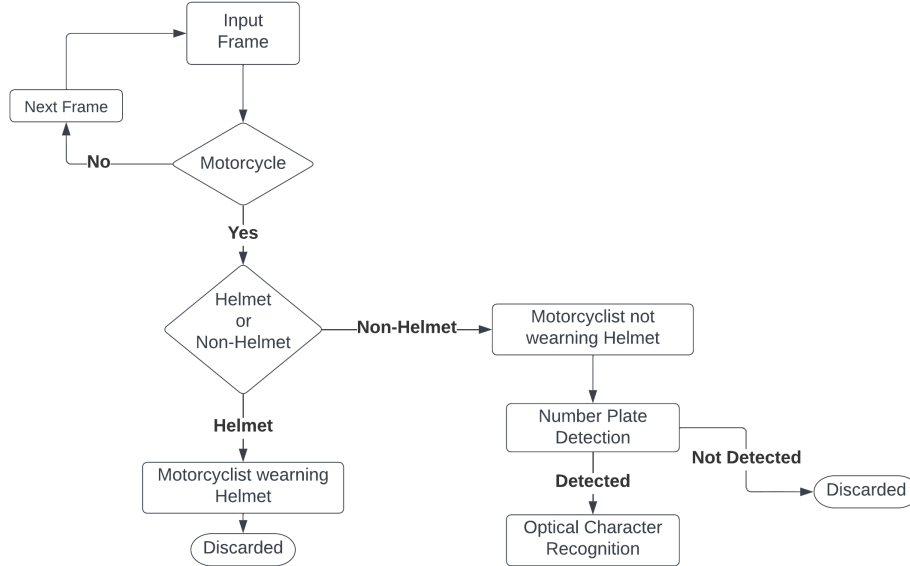 Input
Frame
Next Frame
Motorcycle
No
Yes
Helmet
or
Non-Helmet
Non-Helmet
Motorcyclist not
wearning Helmet
Number Plate
Detection
Not Detected
Discarded
Detected
Optical Character
Recognition
Helmet
Motorcyclist wearning
Helmet
Discarded